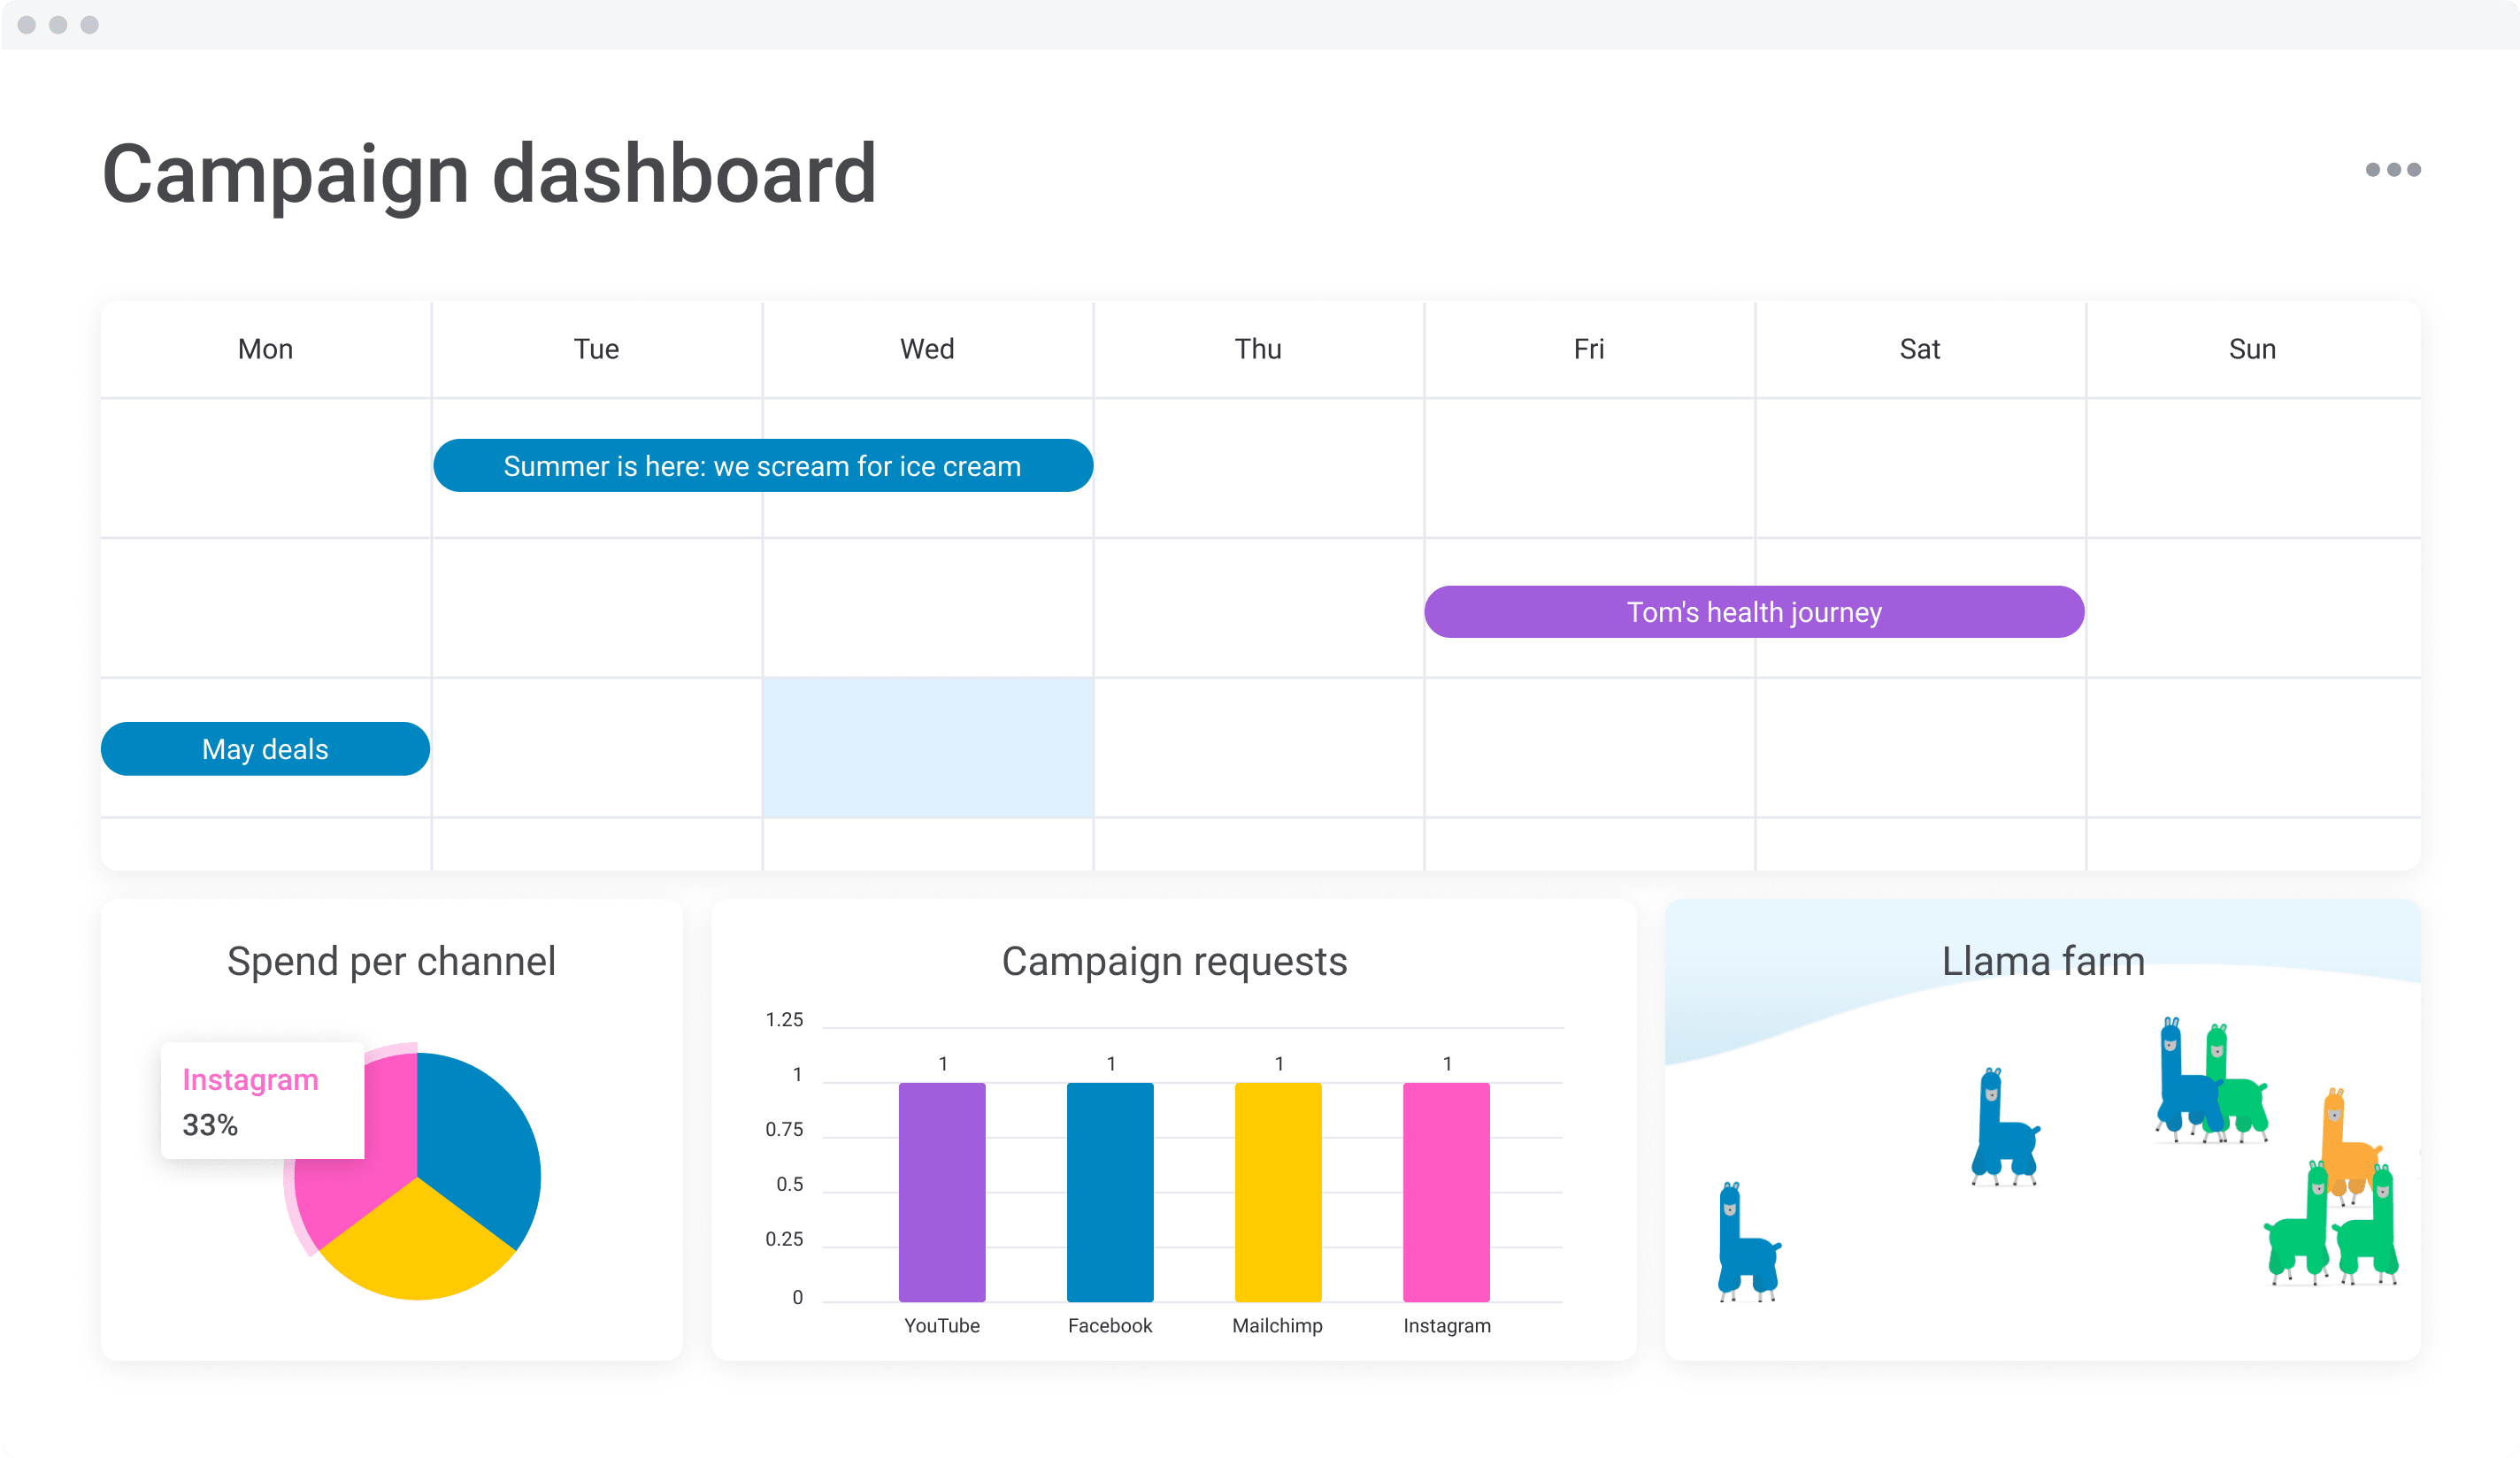 Campaign dashboard
Mon Tue Wed Thu Fri Sat Sun
Summer is here: we scream for ice cream
Tom's health journey
May deals
Spend per channel
Instagram
33%
Campaign requests
1.25
1
0.75
0.5
0.25
0
1 1 1 1
YouTube Facebook Mailchimp Instagram
Llama farm